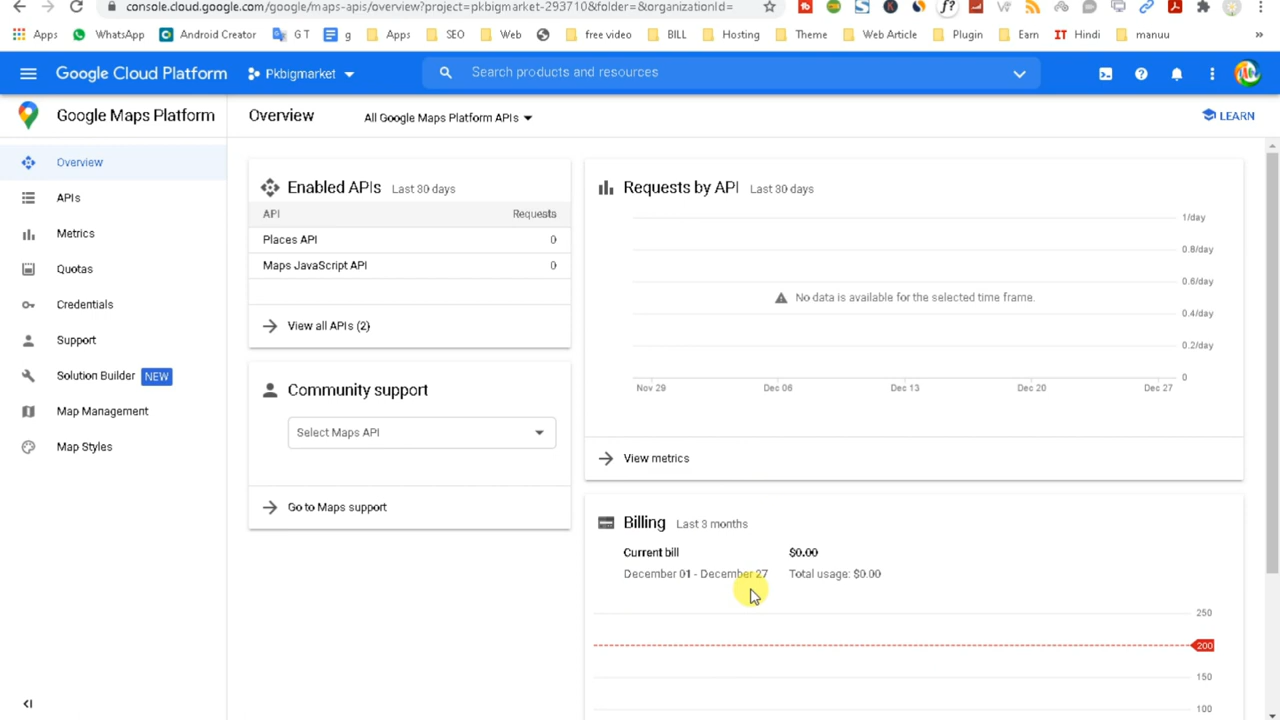 console.cloud.google.com/google/maps-apis/overview?project=pkbigmarket-293710&folder=&organizationId=
Apps WhatsApp Android Creator G T g Apps SEO Web free video BILL Hosting Theme Web Article Plugin Earn IT Hindi manuu »
Google Cloud Platform Pkbigmarket Search products and resources
Google Maps Platform Overview All Google Maps Platform APIs LEARN
Overview
APIs
Metrics
Quotas
Credentials
Support
Solution Builder NEW
Map Management
Map Styles
Enabled APIs Last 30 days
API Requests
Places API 0
Maps JavaScript API 0
View all APIs (2)
Community support
Select Maps API
Go to Maps support
Requests by API Last 30 days
1/day
0.8/day
0.6/day
No data is available for the selected time frame.
0.4/day
0.2/day
0
Nov 29 Dec 06 Dec 13 Dec 20 Dec 27
View metrics
Billing Last 3 months
Current bill $0.00
December 01 - December 27 Total usage: $0.00
250
200
150
100